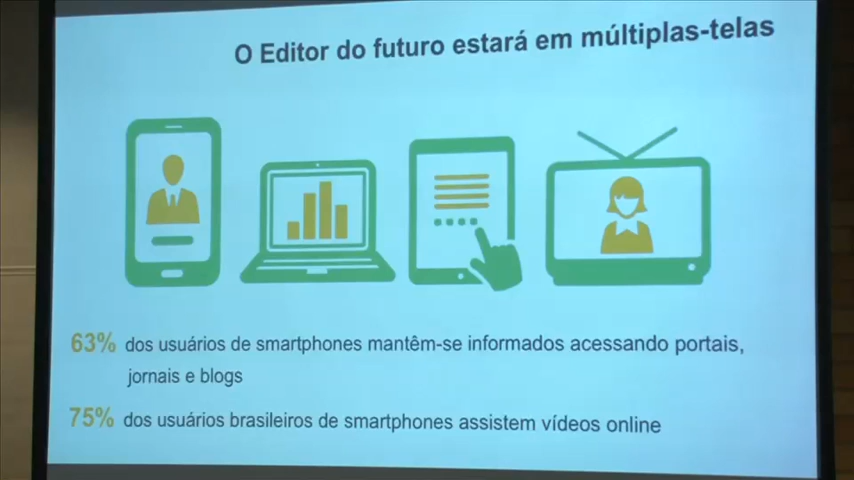 O Editor do futuro estará em múltiplas-telas
63% dos usuários de smartphones mantêm-se informados acessando portais,
jornais e blogs
75% dos usuários brasileiros de smartphones assistem vídeos online